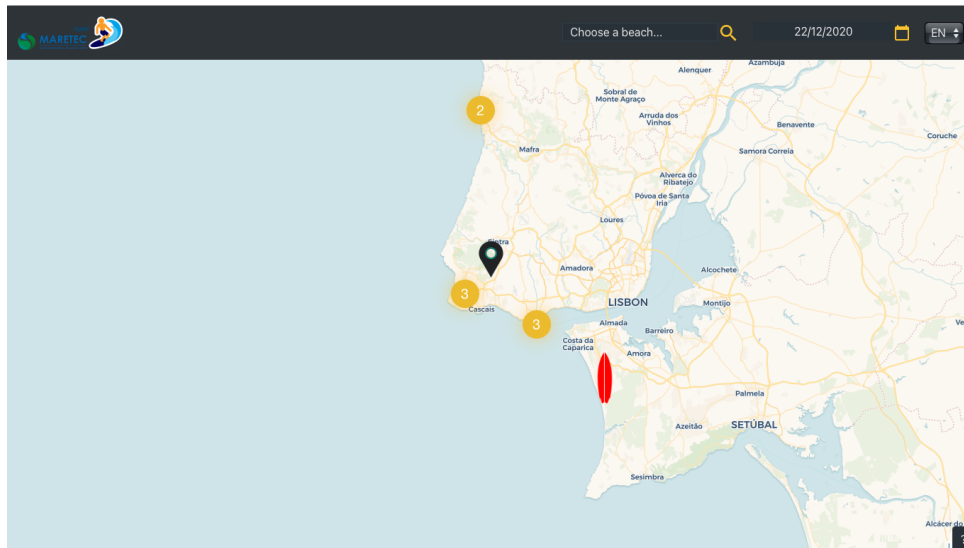 MARETEC
Choose a beach...
22/12/2020
EN
Azambuja
Alenquer
2
Sobral de
Monte Agraço
Arruda dos
Vinhos
Benavente
Coruche
Mafra
Samora Correia
Alverca do
Ribatejo
Póvoa de Santa
Iria
Loures
Sintra
Amadora
Alcochete
3
Cascais
LISBON
Montijo
3
Almada
Barreiro
Costa da
Caparica
Amora
Palmela
Azeitão
SETÚBAL
Sesimbra
Alcácer do
?